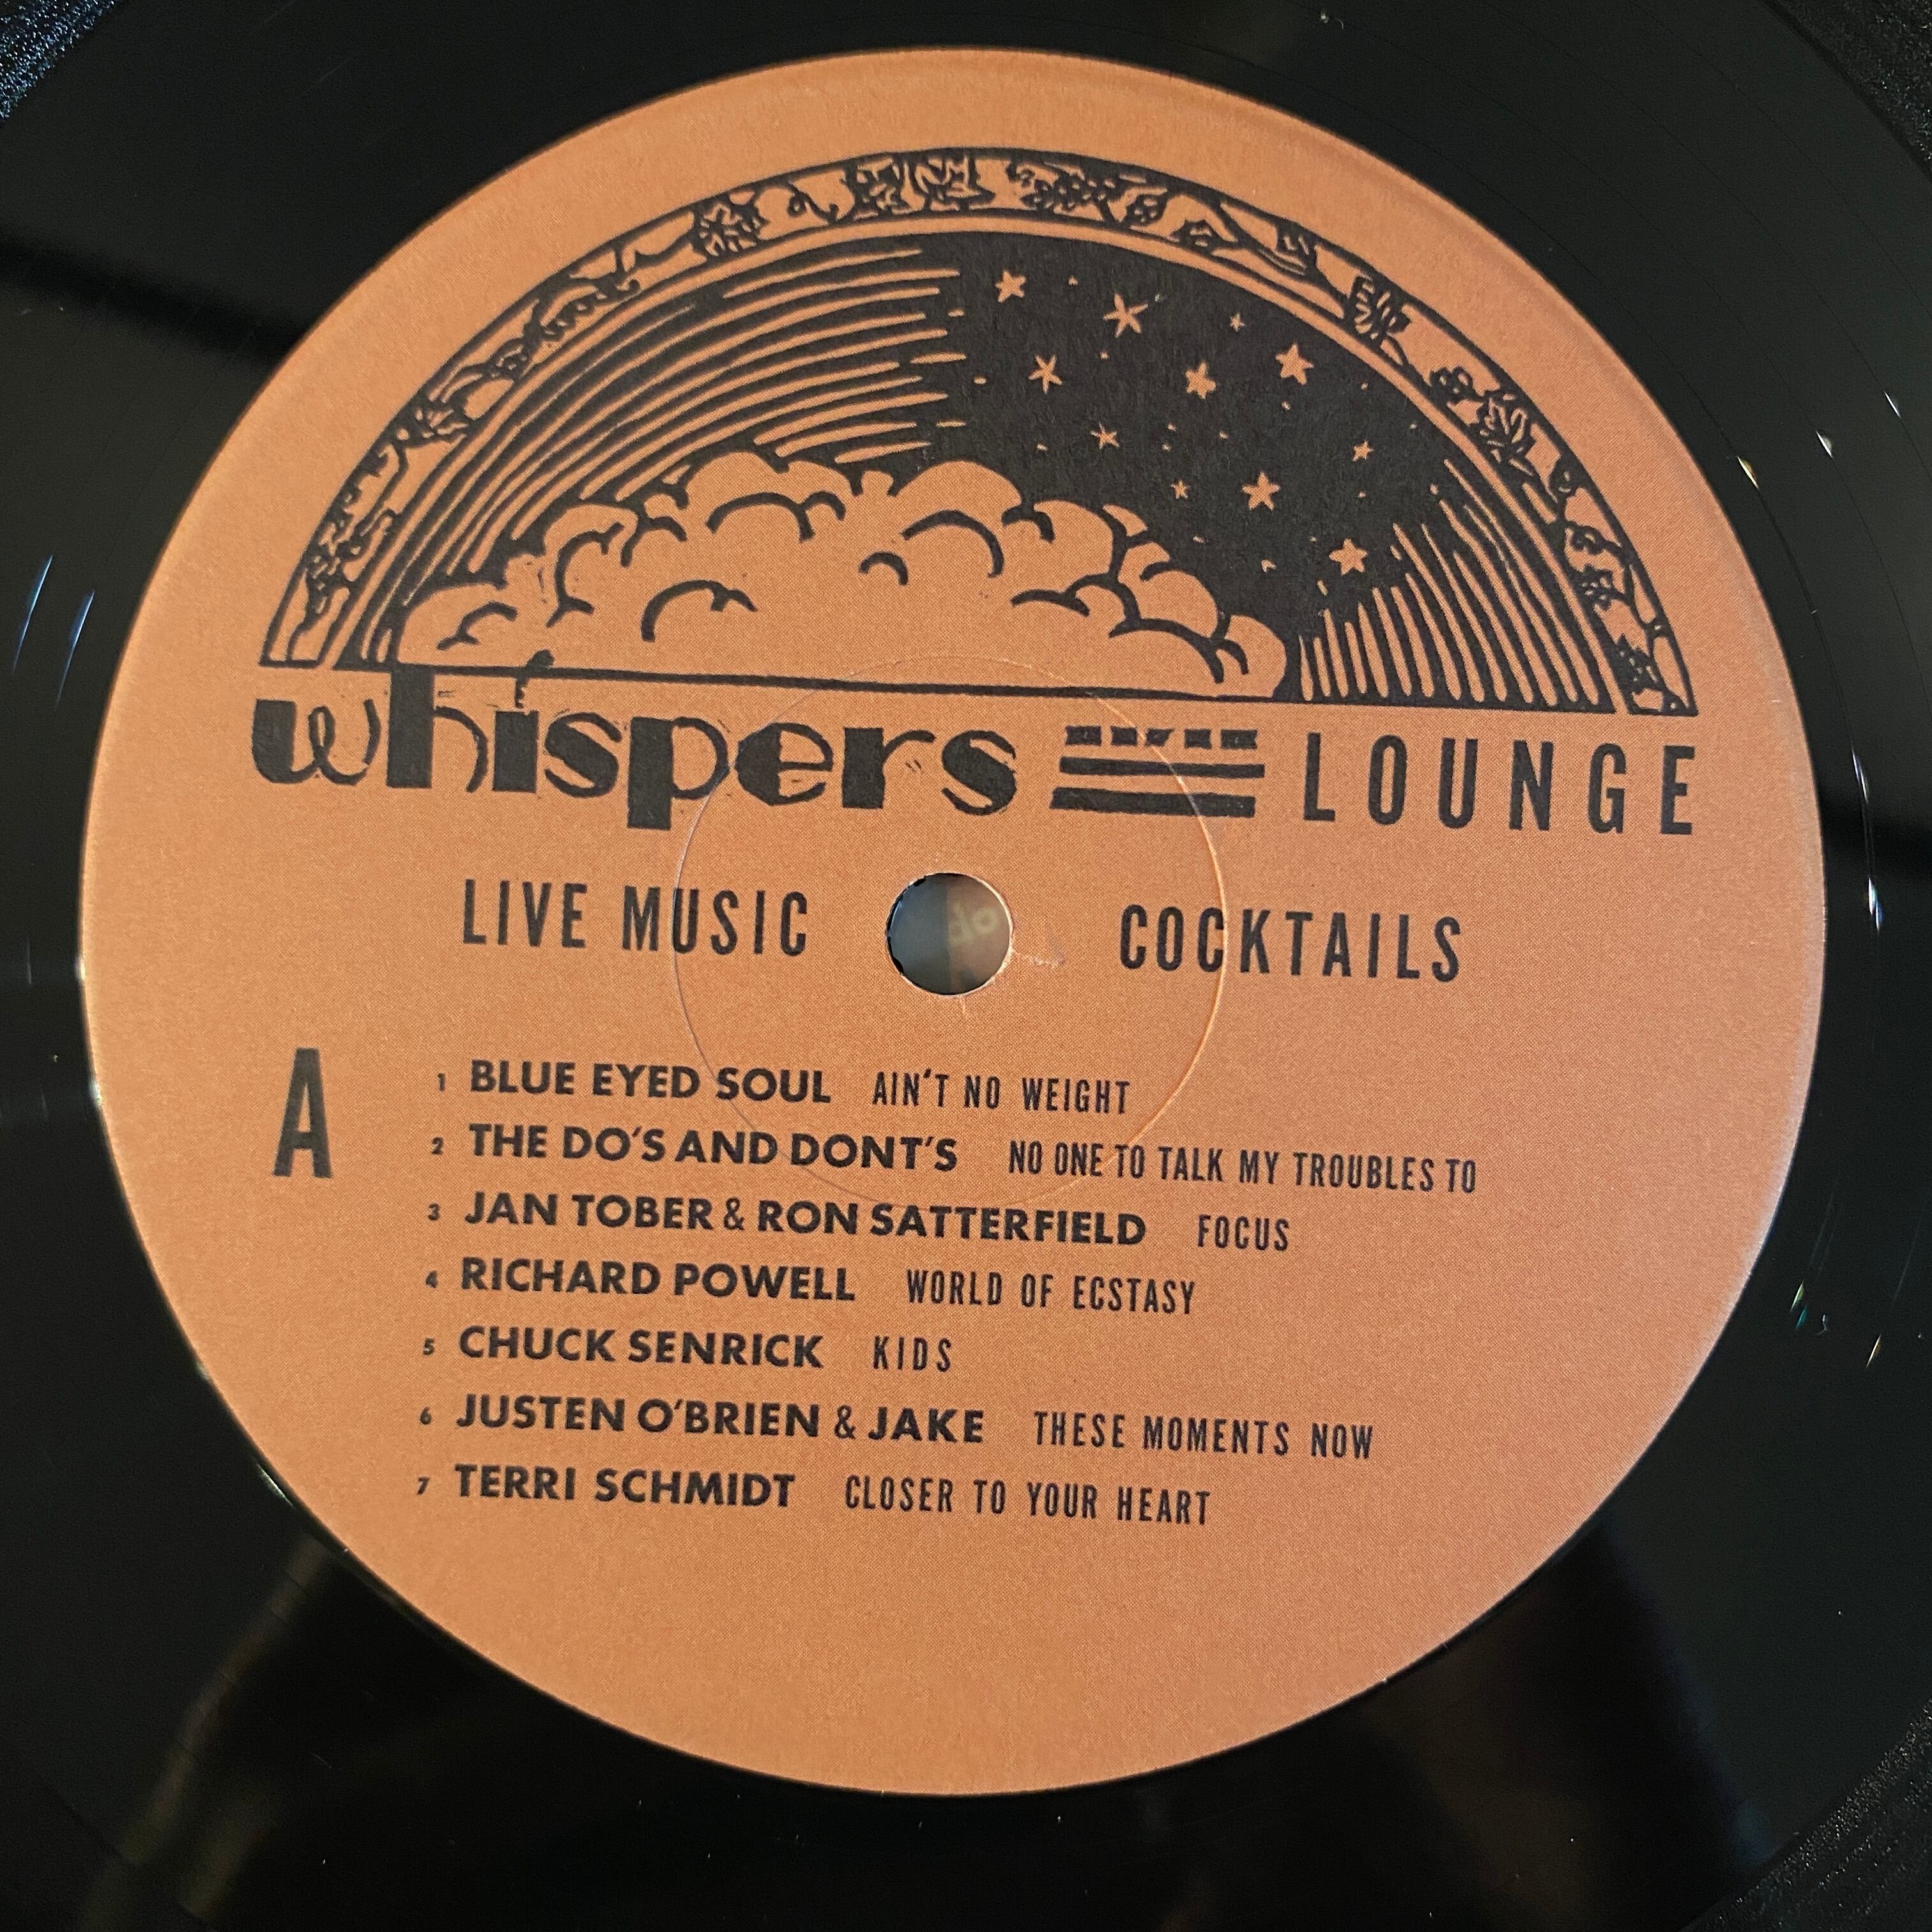 whispers LOUNGE
LIVE MUSIC COCKTAILS
A
1 BLUE EYED SOUL AIN'T NO WEIGHT
2 THE DO'S AND DONT'S NO ONE TO TALK MY TROUBLES TO
3 JAN TOBER & RON SATTERFIELD FOCUS
4 RICHARD POWELL WORLD OF ECSTASY
5 CHUCK SENRICK KIDS
6 JUSTEN O'BRIEN & JAKE THESE MOMENTS NOW
7 TERRI SCHMIDT CLOSER TO YOUR HEART